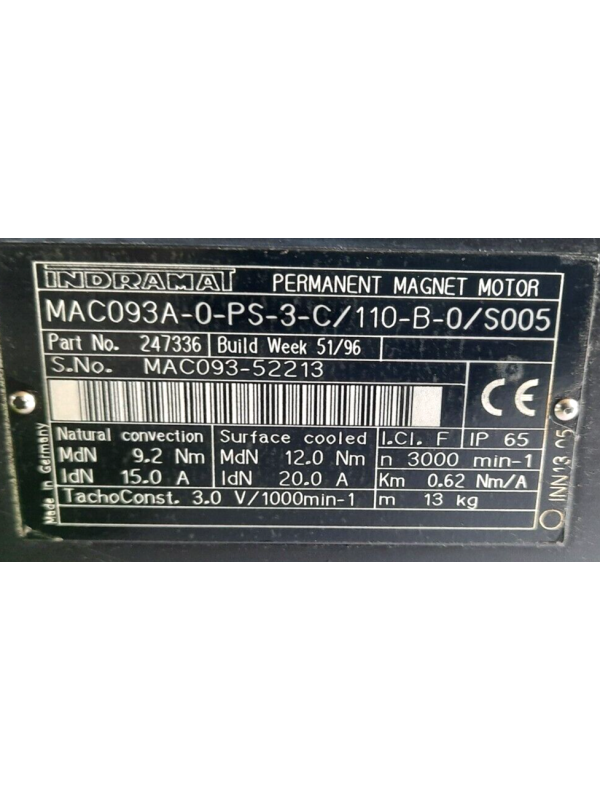 INDRAMAT PERMANENT MAGNET MOTOR
MAC093A-0-PS-3-C/110-B-0/S005
Part No. 247336 Build Week 51/96
S.No. MAC093-52213
CE
Natural convection Surface cooled I.Cl. F IP 65
MdN 9.2 Nm MdN 12.0 Nm n 3000 min-1
IdN 15.0 A IdN 20.0 A Km 0.62 Nm/A
TachoConst. 3.0 V/1000min-1 m 13 kg
Made in Germany
INN13-05